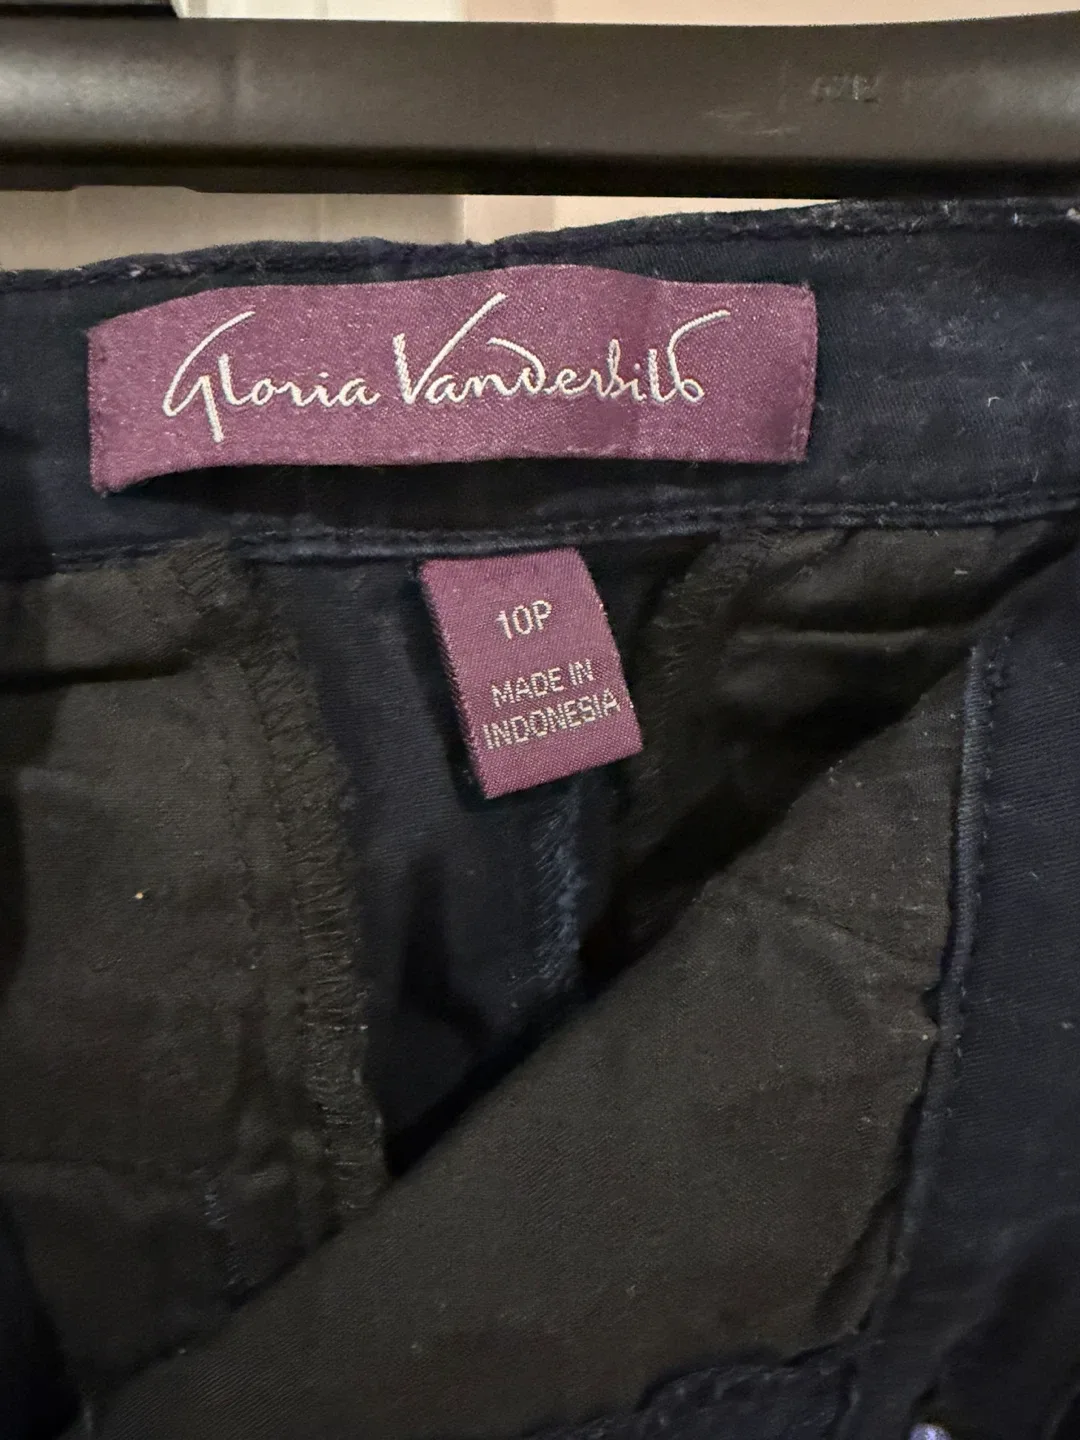 Gloria Vanderbilt
10P
MADE IN
INDONESIA